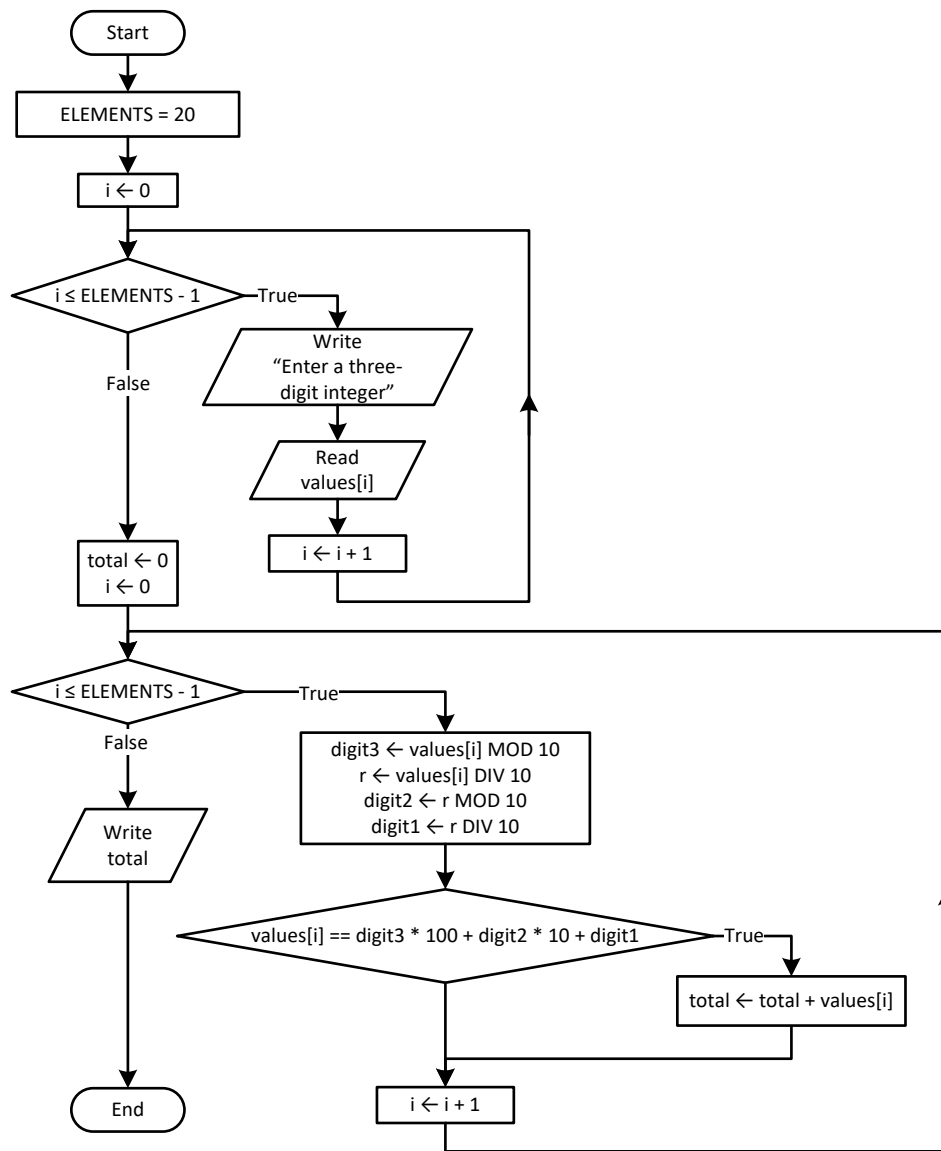 Start
ELEMENTS = 20
i ← 0
i ≤ ELEMENTS - 1
True
Write
“Enter a three-
digit integer”
False
Read
values[i]
i ← i + 1
total ← 0
i ← 0
i ≤ ELEMENTS - 1
True
False
digit3 ← values[i] MOD 10
r ← values[i] DIV 10
digit2 ← r MOD 10
digit1 ← r DIV 10
Write
total
values[i] == digit3 * 100 + digit2 * 10 + digit1
True
total ← total + values[i]
i ← i + 1
End